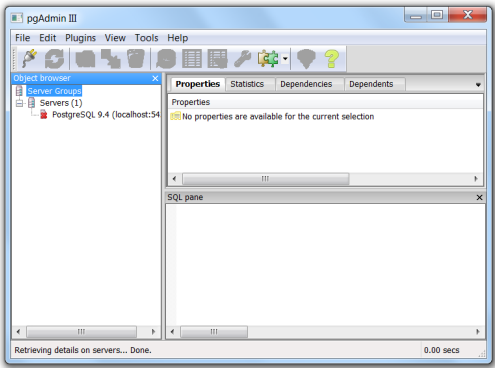 pgAdmin III
File Edit Plugins View Tools Help
Object browser
Server Groups
Servers (1)
PostgreSQL 9.4 (localhost:54
Properties Statistics Dependencies Dependents
Properties
No properties are available for the current selection
SQL pane
Retrieving details on servers... Done. 0.00 secs